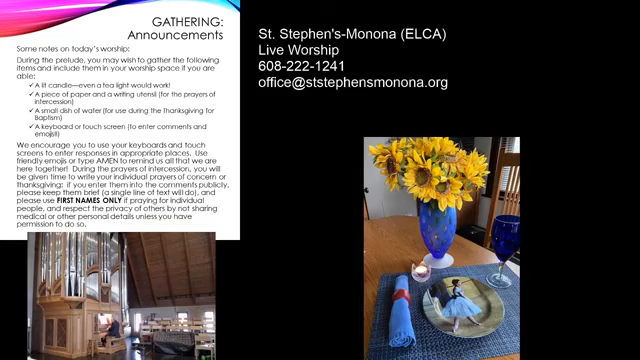 GATHERING:
Announcements
Some notes on today's worship:
During the prelude, you may wish to gather the following
items and include them in your worship space if you are
able:
✓ A lit candle—even a tea light would work!
✓ A piece of paper and a writing utensil (for the prayers of
intercession)
✓ A small dish of water (for use during the Thanksgiving for
Baptism)
✓ A keyboard or touch screen (to enter comments and
emojis!)
We encourage you to use your keyboards and touch
screens to enter responses in appropriate places. Use
friendly emojis or type AMEN to remind us all that we are
here together! During the prayers of intercession, you will
be given time to write your individual prayers of concern or
thanksgiving; if you enter them into the comments publicly,
please keep them brief (a single line of text will do), and
please use FIRST NAMES ONLY if praying for individual
people, and respect the privacy of others by not sharing
medical or other personal details unless you have
permission to do so.
St. Stephen's-Monona (ELCA)
Live Worship
608-222-1241
office@ststephensmonona.org